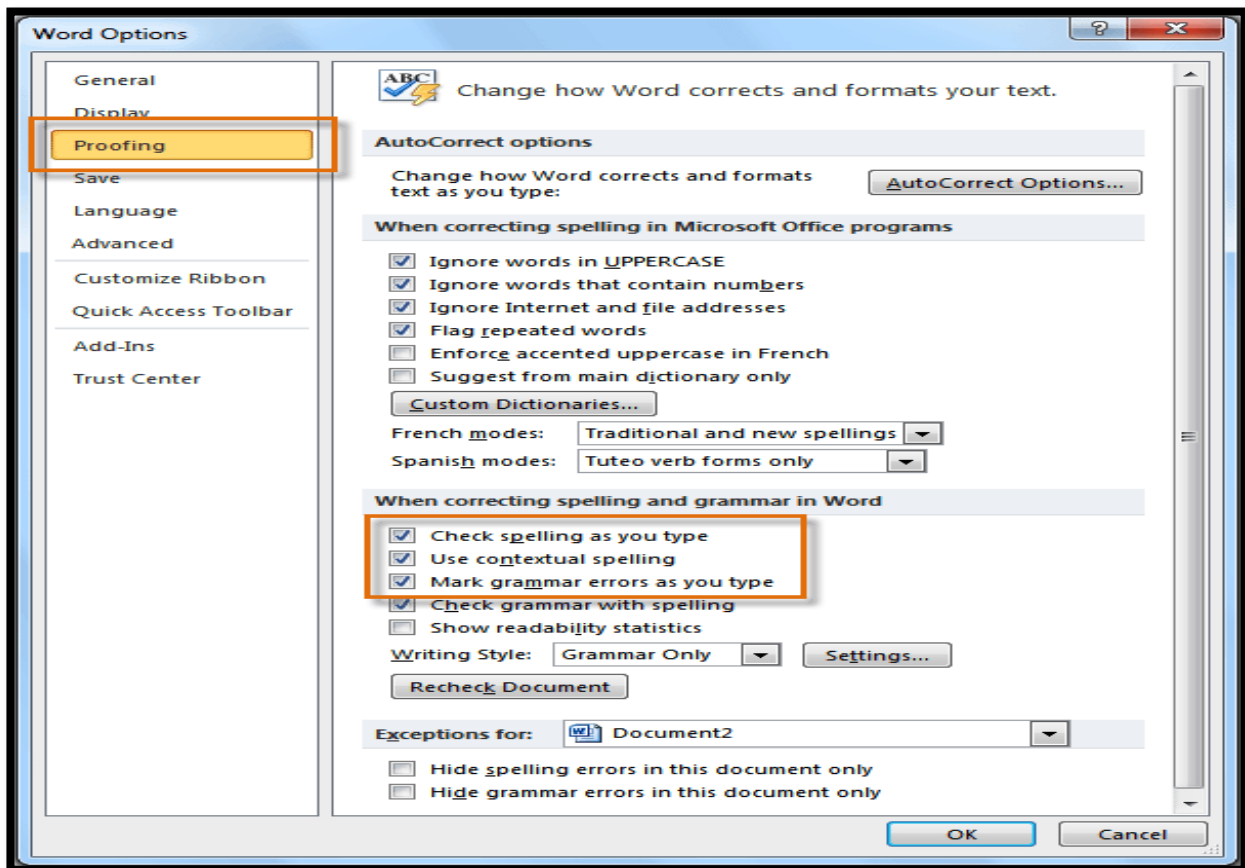 Word Options
General
Display
Proofing
Save
Language
Advanced
Customize Ribbon
Quick Access Toolbar
Add-Ins
Trust Center
ABC
Change how Word corrects and formats your text.
AutoCorrect options
Change how Word corrects and formats
text as you type:
AutoCorrect Options...
When correcting spelling in Microsoft Office programs
Ignore words in UPPERCASE
Ignore words that contain numbers
Ignore Internet and file addresses
Flag repeated words
Enforce accented uppercase in French
Suggest from main dictionary only
Custom Dictionaries...
French modes: Traditional and new spellings
Spanish modes: Tuteo verb forms only
When correcting spelling and grammar in Word
Check spelling as you type
Use contextual spelling
Mark grammar errors as you type
Check grammar with spelling
Show readability statistics
Writing Style: Grammar Only Settings...
Recheck Document
Exceptions for: Document2
Hide spelling errors in this document only
Hide grammar errors in this document only
OK Cancel